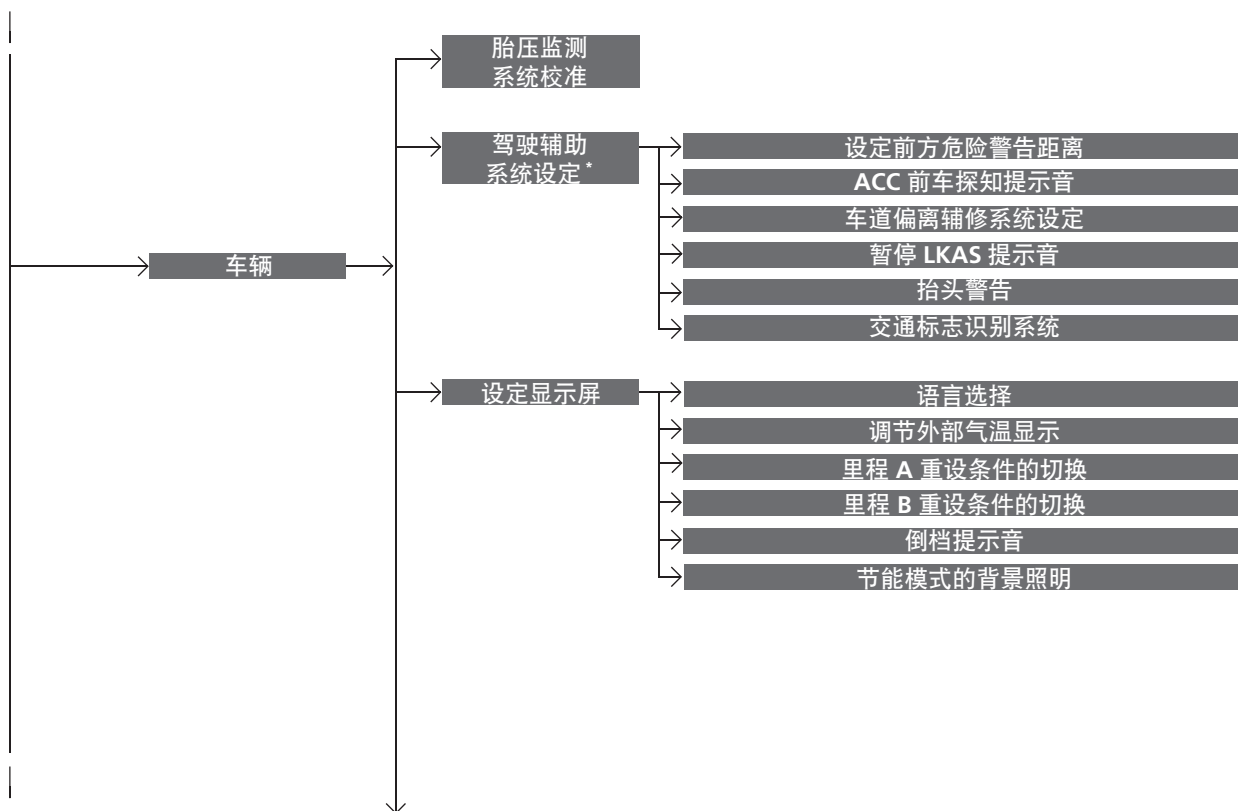 胎压监测
系统校准
驾驶辅助
系统设定*
设定前方危险警告距离
ACC 前车探知提示音
车道偏离辅修系统设定
暂停 LKAS 提示音
抬头警告
交通标志识别系统
车辆
设定显示屏
语言选择
调节外部气温显示
里程 A 重设条件的切换
里程 B 重设条件的切换
倒档提示音
节能模式的背景照明